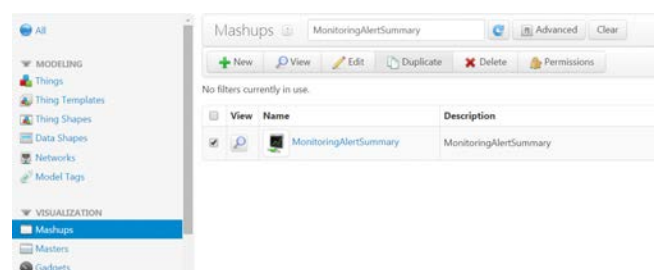 All
MODELING
Things
Thing Templates
Thing Shapes
Data Shapes
Networks
Model Tags
VISUALIZATION
Mashups
Masters
Gadgets
Mashups MonitoringAlertSummary Advanced Clear
New View Edit Duplicate Delete Permissions
No filters currently in use.
View Name Description
MonitoringAlertSummary MonitoringAlertSummary